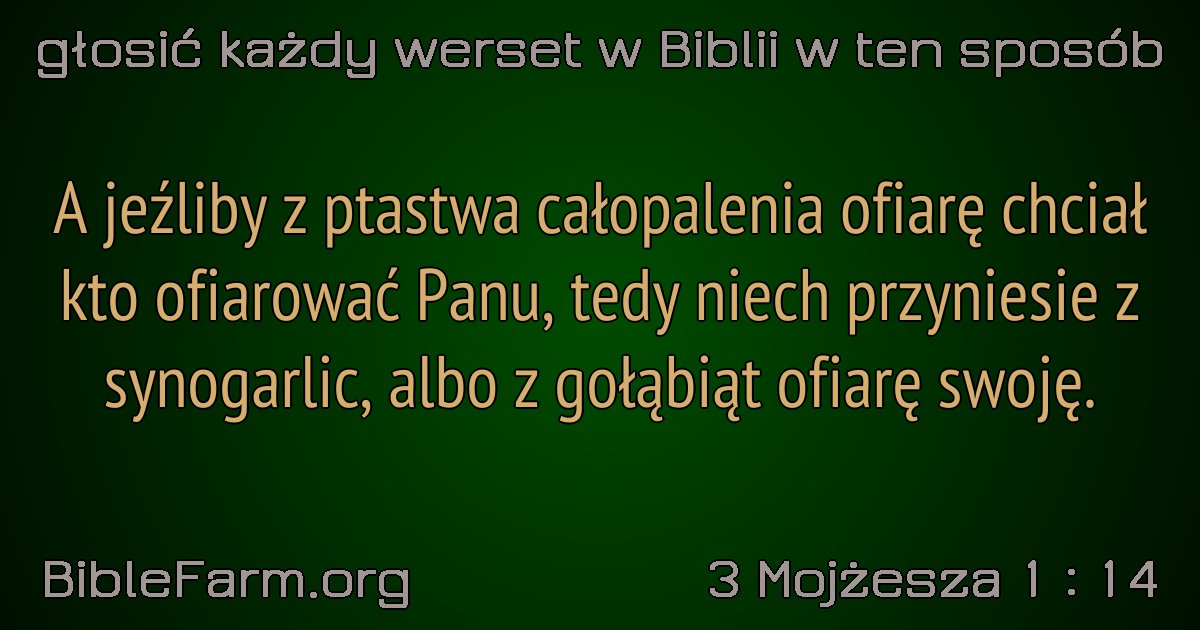 głosić każdy werset w Biblii w ten sposób
A jeźliby z ptastwa całopalenia ofiarę chciał
kto ofiarować Panu, tedy niech przyniesie z
synogarlic, albo z gołąbiąt ofiarę swoję.
BibleFarm.org
3 Mojżesza 1 : 14